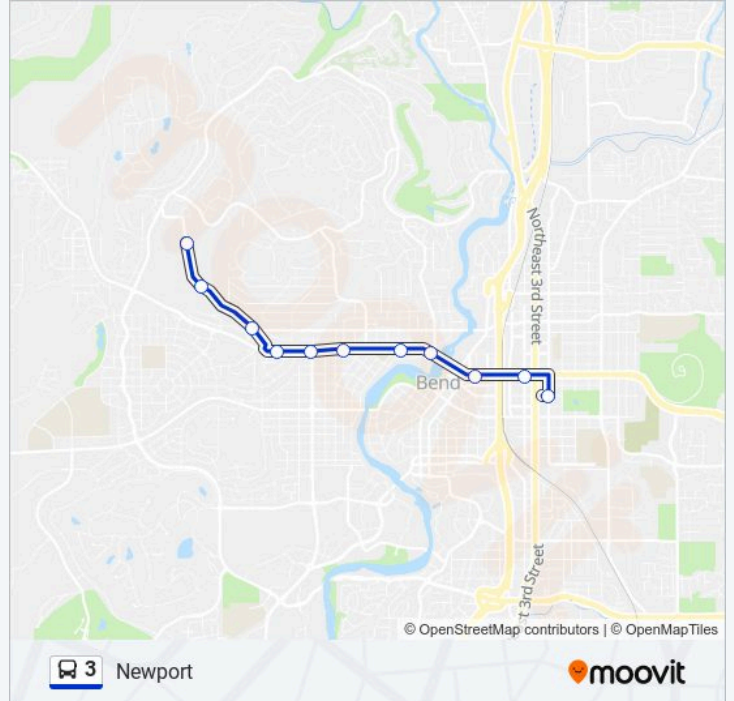 Northeast 3rd Street
Bend
t 3rd Street
© OpenStreetMap contributors | © OpenMapTiles
3 Newport
moovit